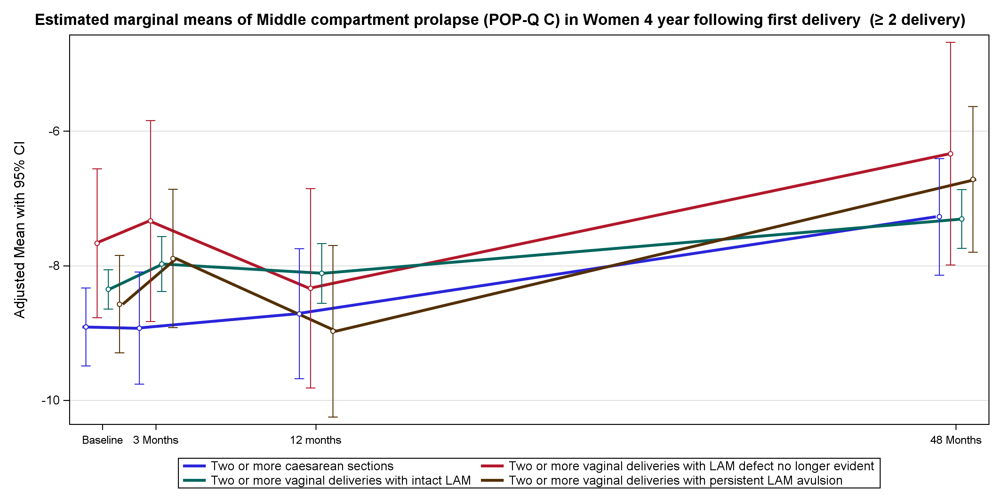 Estimated marginal means of Middle compartment prolapse (POP-Q C) in Women 4 year following first delivery (≥ 2 delivery)
Adjusted Mean with 95% CI
-6
-8
-10
Baseline
3 Months
12 months
48 Months
Two or more caesarean sections
Two or more vaginal deliveries with LAM defect no longer evident
Two or more vaginal deliveries with intact LAM
Two or more vaginal deliveries with persistent LAM avulsion